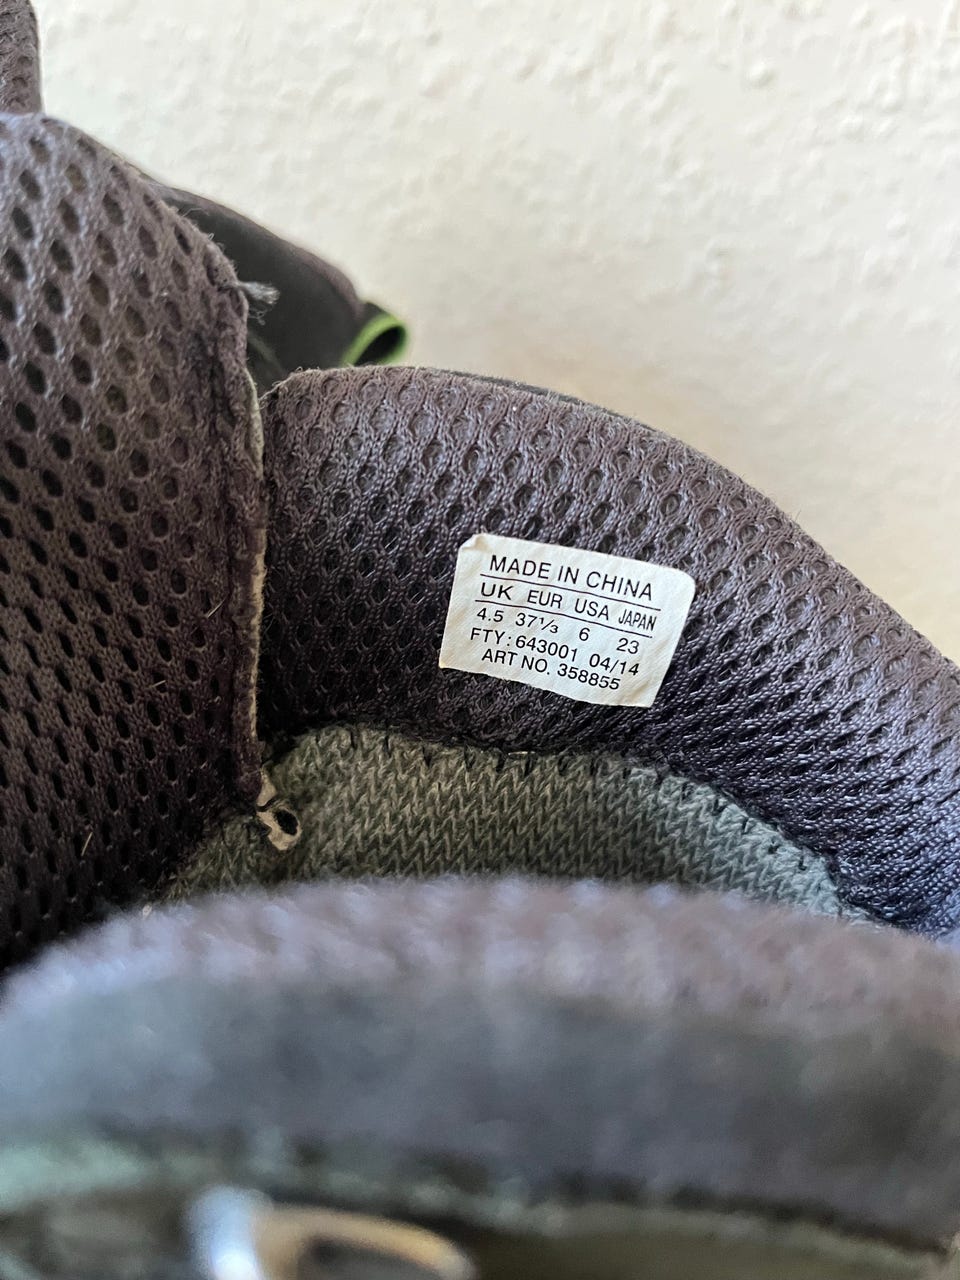 MADE IN CHINA
UK EUR USA JAPAN
4.5 37⅓ 6 23
FTY: 643001 04/14
ART NO. 358855